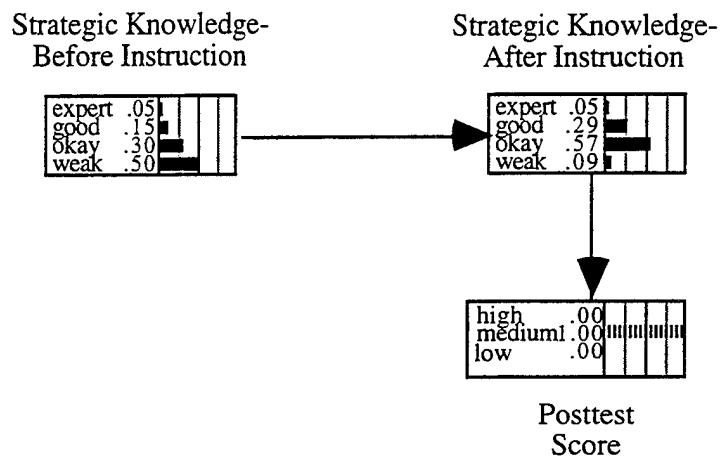 Strategic Knowledge-
Before Instruction
expert .05
good .15
okay .30
weak .50
Strategic Knowledge-
After Instruction
expert .05
good .29
okay .57
weak .09
high .00
medium1.00
low .00
Posttest
Score